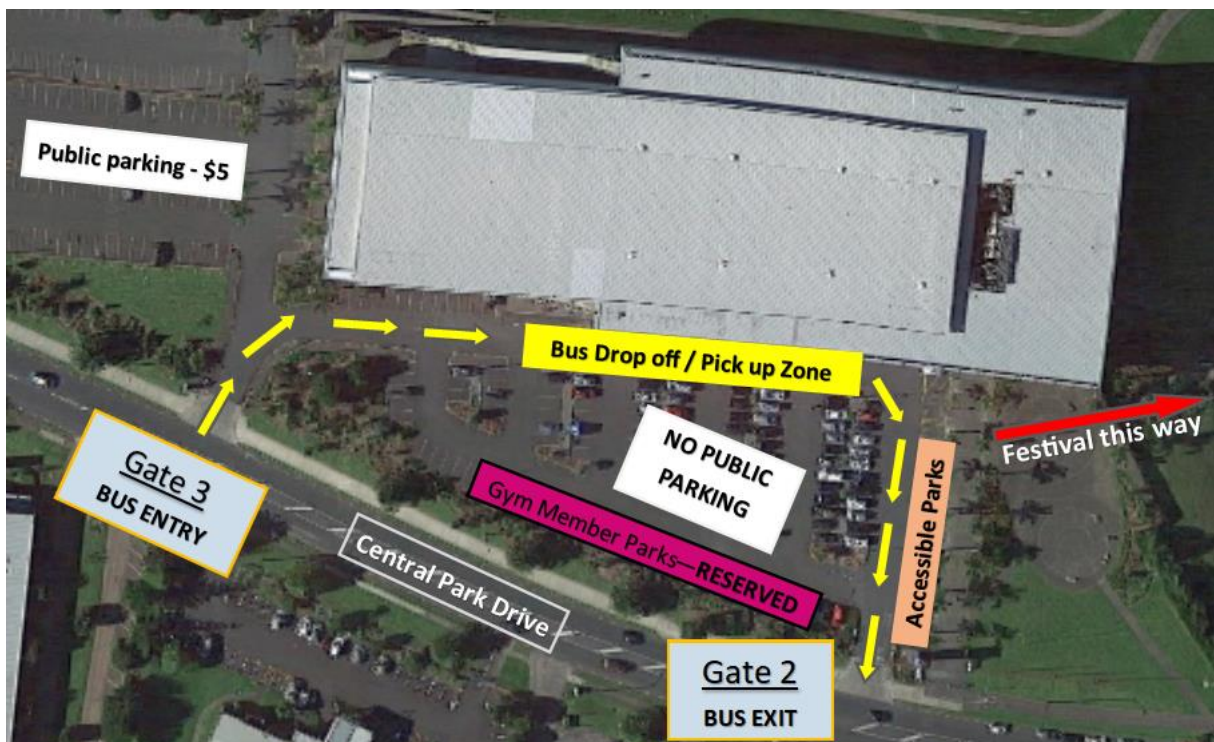 Public parking - $5
Bus Drop off / Pick up Zone
Festival this way
NO PUBLIC
PARKING
Gate 3
BUS ENTRY
Gym Member Parks—RESERVED
Accessible Parks
Central Park Drive
Gate 2
BUS EXIT